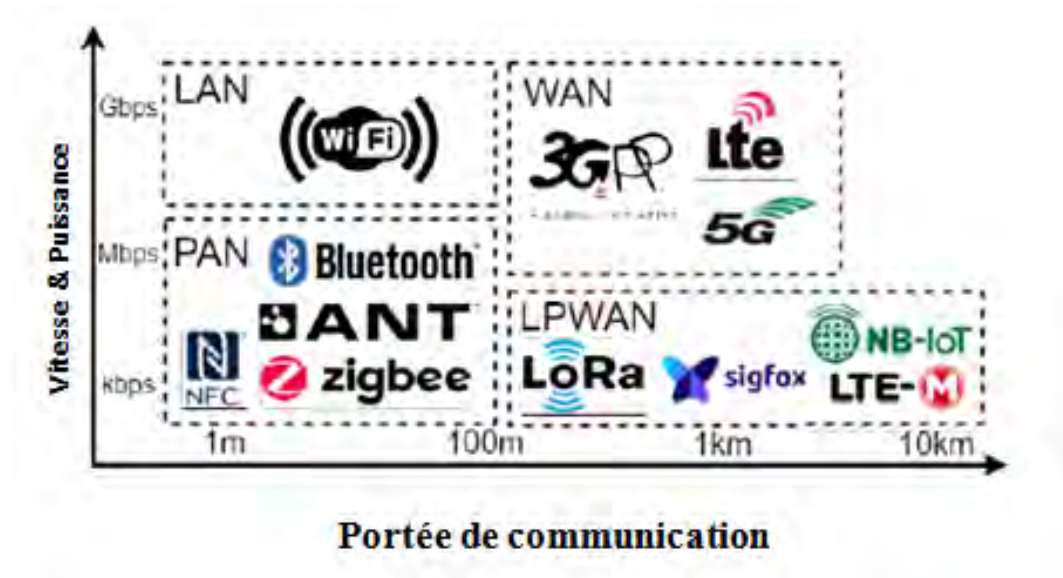 Gbps
Mbps
kbps
Vitesse & Puissance
LAN
WiFi
WAN
3GPP
Lte
5G
PAN
Bluetooth
ANT
NFC
zigbee
LPWAN
LoRa
sigfox
NB-IoT
LTE-M
1m
100m
1km
10km
Portée de communication